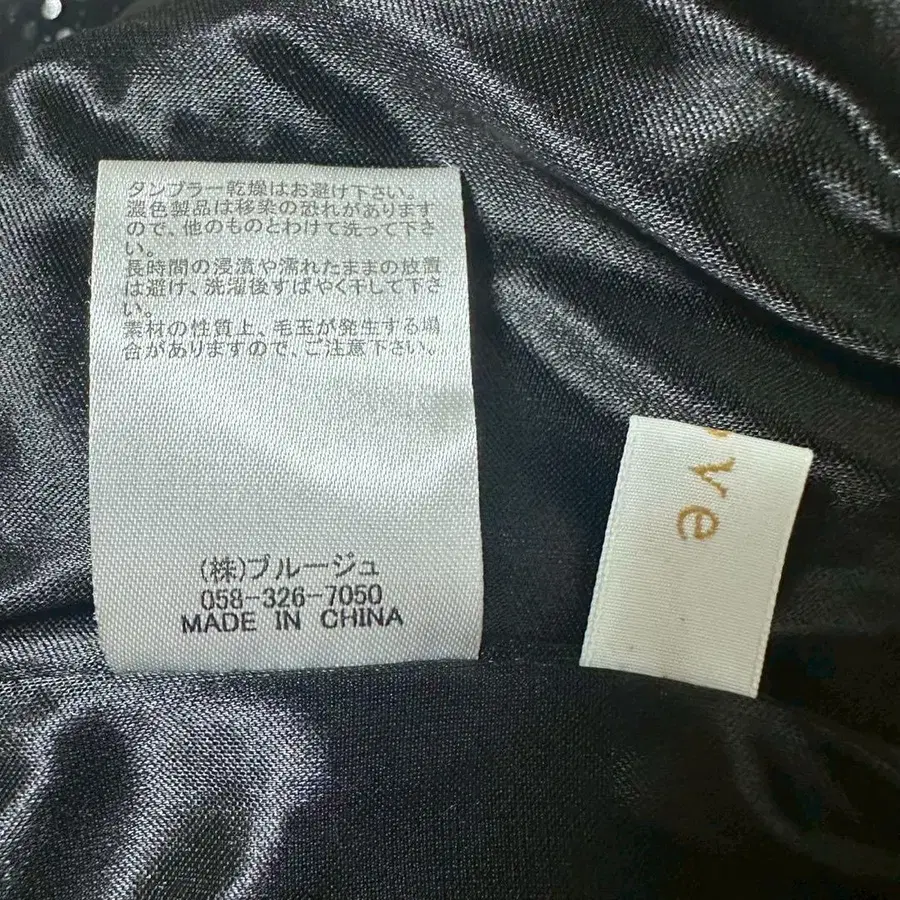 タンブラー乾燥はお避け下さい。
濃色製品は移染の恐れがあります
ので、他のものとわけて洗って下さ
い。
長時間の浸漬や濡れたままの放置
は避け、洗濯後すばやく干して下さ
い。
素材の性質上、毛玉が発生する場
合がありますので、ご注意下さい。
(株)ブルージュ
058-326-7050
MADE IN CHINA
ve